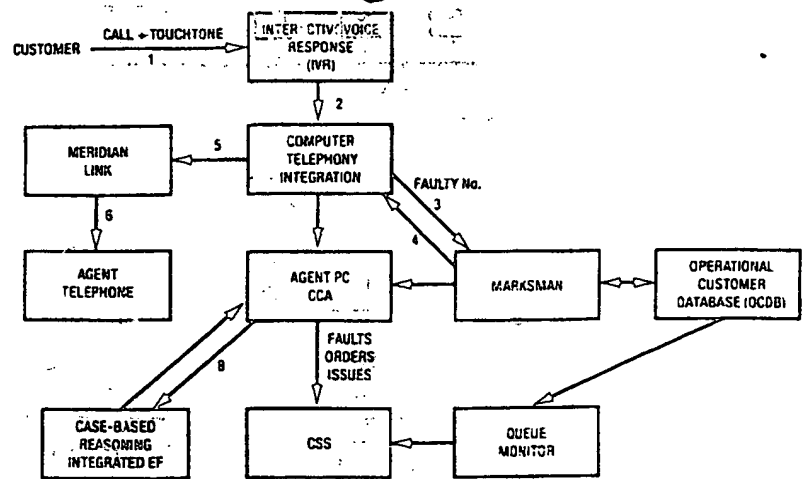 CUSTOMER
CALL + TOUCHTONE
1
RESPONSE
(IVR)
2
MERIDIAN
LINK
5
COMPUTER
TELEPHONY
INTEGRATION
FAULTY No.
3
4
6
AGENT
TELEPHONE
AGENT PC
CCA
MARKSMAN
OPERATIONAL
CUSTOMER
DATABASE (OCDB)
FAULTS
ORDERS
ISSUES
8
CASE-BASED
REASONING
INTEGRATED EF
CSS
QUEUE
MONITOR